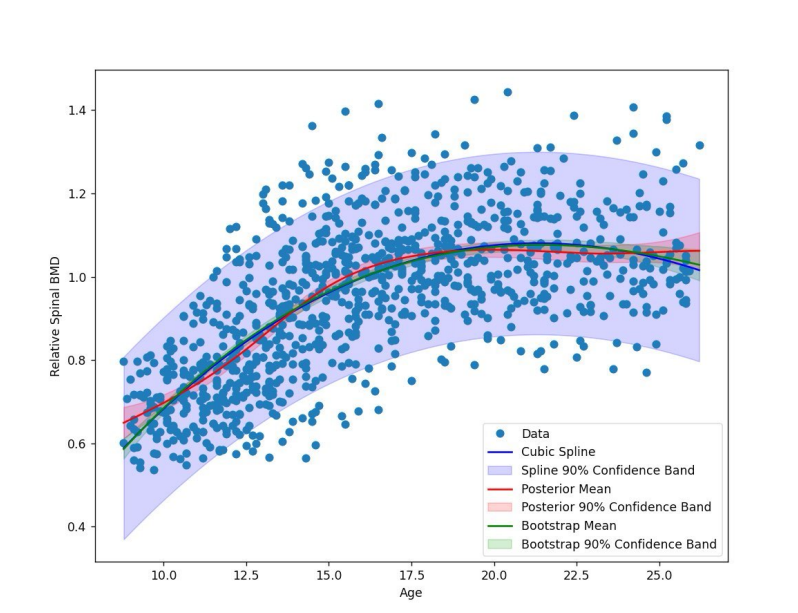 1.4
1.2
1.0
0.8
0.6
0.4
Relative Spinal BMD
10.0 12.5 15.0 17.5 20.0 22.5 25.0
Age
Data
Cubic Spline
Spline 90% Confidence Band
Posterior Mean
Posterior 90% Confidence Band
Bootstrap Mean
Bootstrap 90% Confidence Band